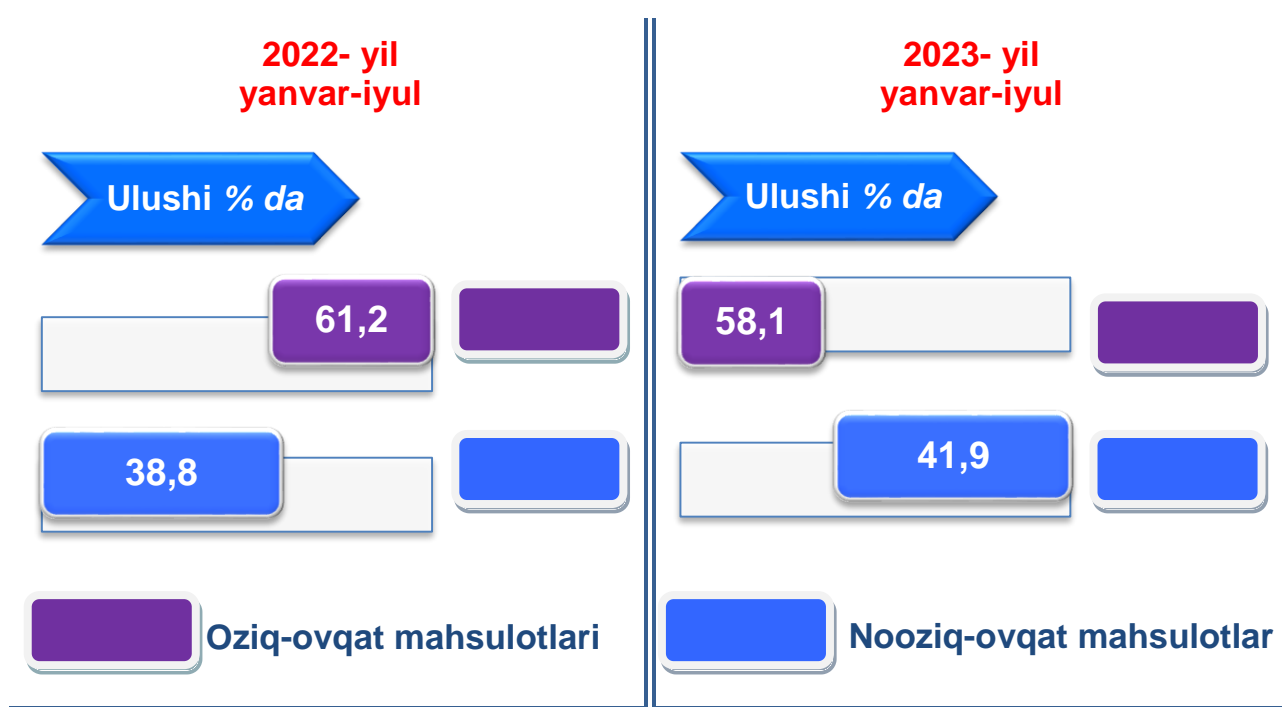 2022- yil
yanvar-iyul
Ulushi % da
61,2
38,8
Oziq-ovqat mahsulotlari
2023- yil
yanvar-iyul
Ulushi % da
58,1
41,9
Nooziq-ovqat mahsulotlar